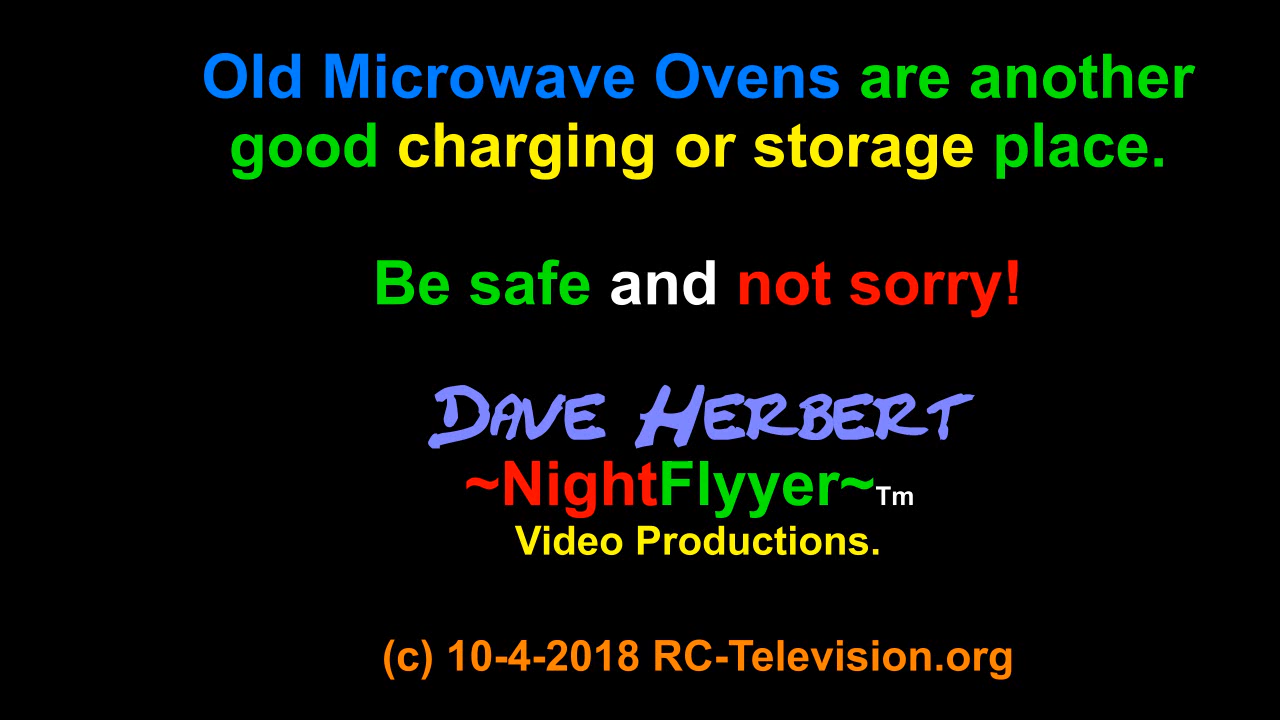 Old Microwave Ovens are another
good charging or storage place.
Be safe and not sorry!
Dave Herbert
~NightFlyyer~Tm
Video Productions.
(c) 10-4-2018 RC-Television.org